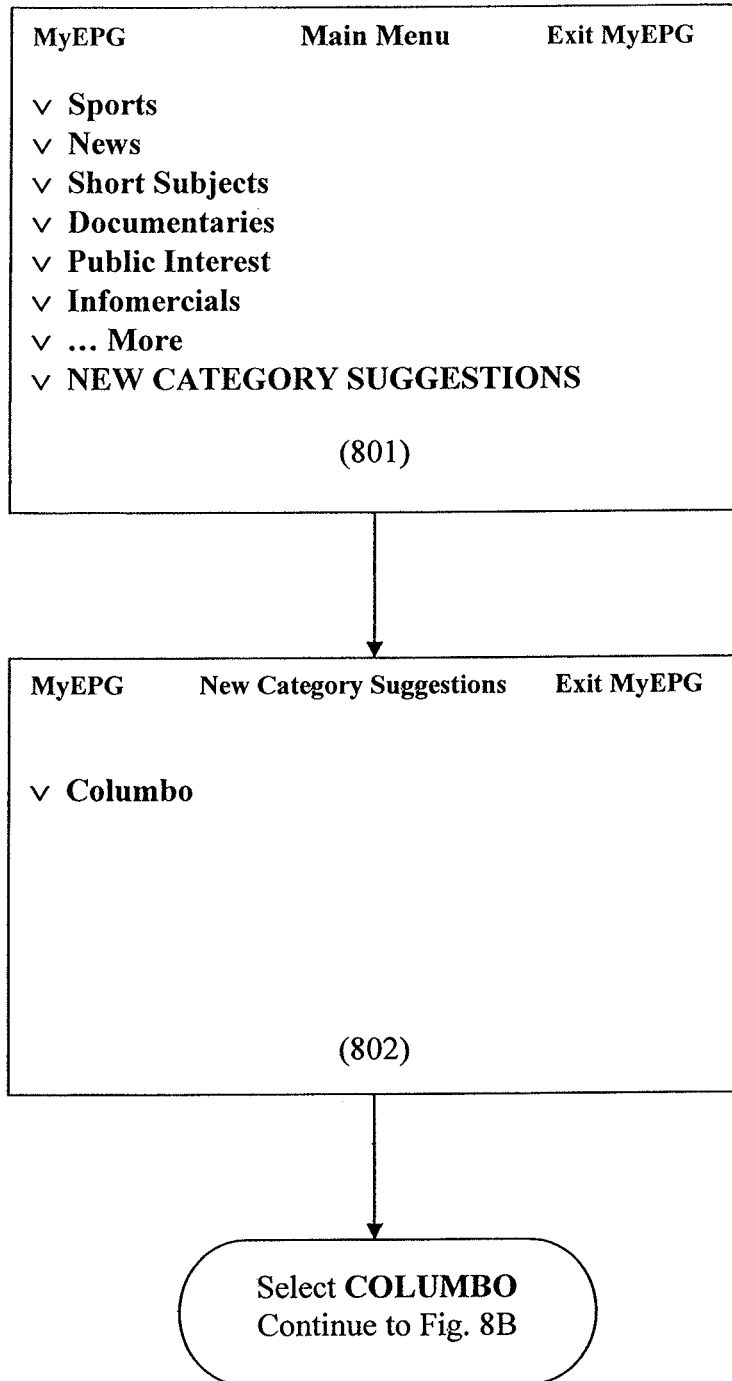 MyEPG Main Menu Exit MyEPG
v Sports
v News
v Short Subjects
v Documentaries
v Public Interest
v Infomercials
v ... More
v NEW CATEGORY SUGGESTIONS
(801)
MyEPG New Category Suggestions Exit MyEPG
v Columbo
(802)
Select COLUMBO
Continue to Fig. 8B